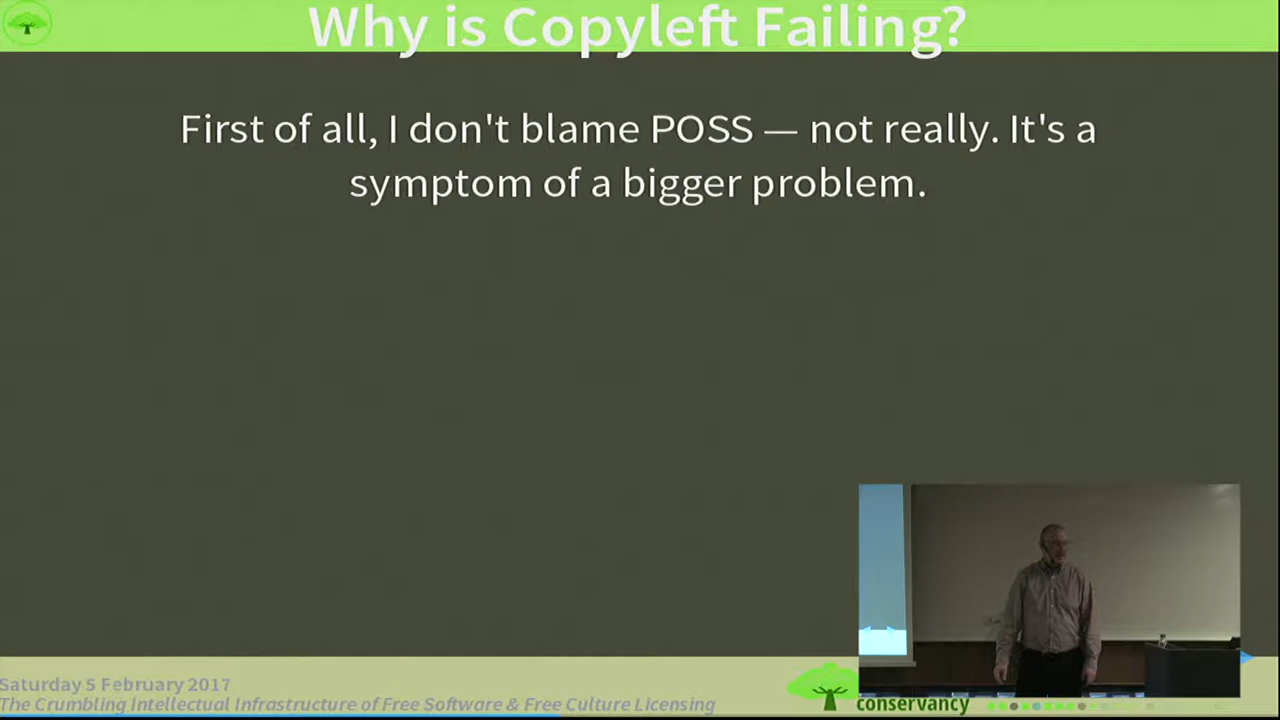 Why is Copyleft Failing?
First of all, I don't blame POSS — not really. It's a
symptom of a bigger problem.
Saturday 5 February 2017
The Crumbling Intellectual Infrastructure of Free Software & Free Culture Licensing
conservancy